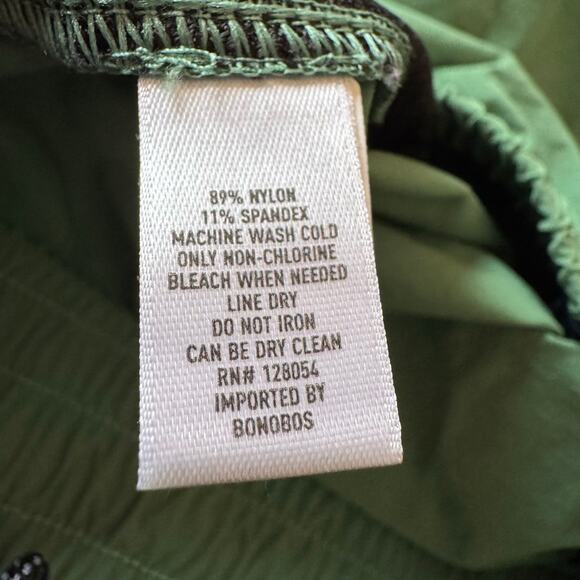 89% NYLON
11% SPANDEX
MACHINE WASH COLD
ONLY NON-CHLORINE
BLEACH WHEN NEEDED
LINE DRY
DO NOT IRON
CAN BE DRY CLEAN
RN# 128054
IMPORTED BY
BONOBOS